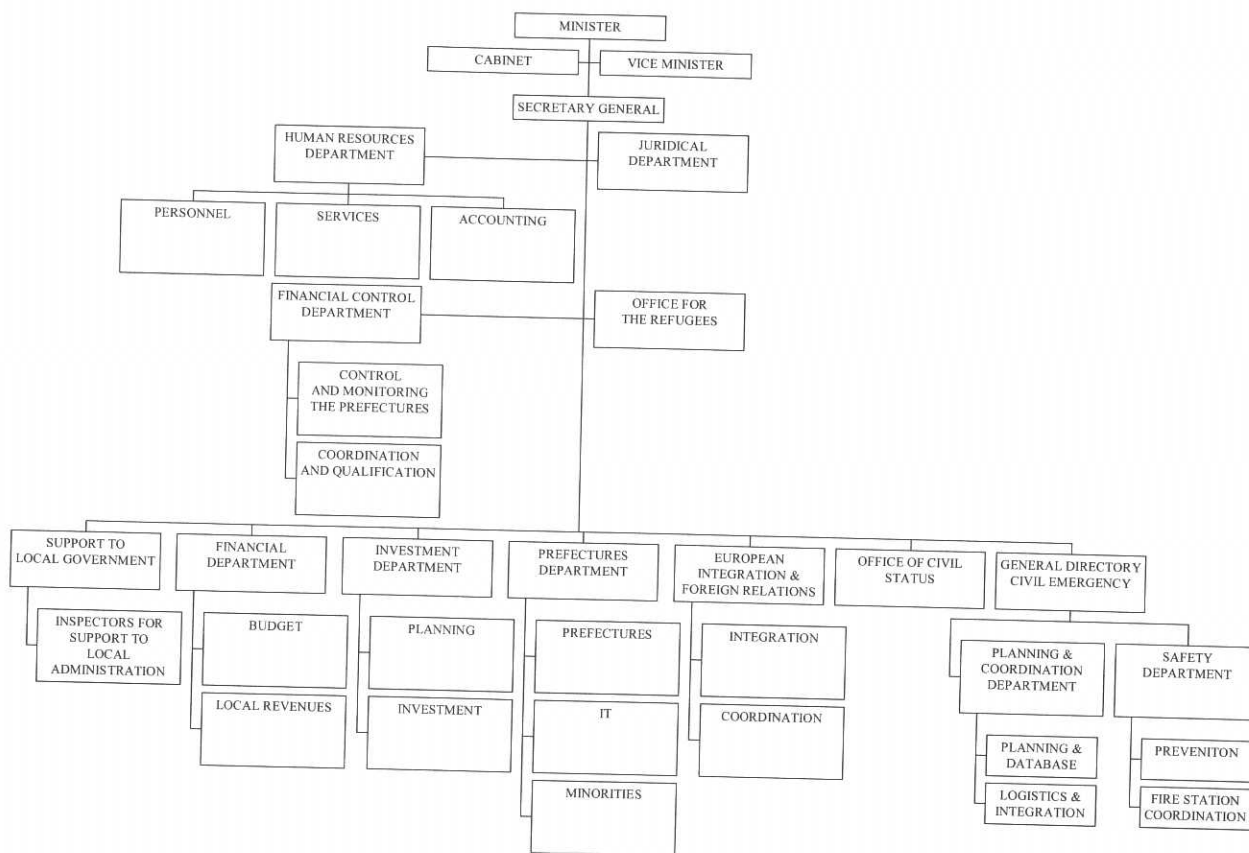 MINISTER
CABINET
VICE MINISTER
SECRETARY GENERAL
HUMAN RESOURCES
DEPARTMENT
JURIDICAL
DEPARTMENT
PERSONNEL
SERVICES
ACCOUNTING
FINANCIAL CONTROL
DEPARTMENT
OFFICE FOR
THE REFUGEES
CONTROL
AND MONITORING
THE PREFECTURES
COORDINATION
AND QUALIFICATION
SUPPORT TO
LOCAL GOVERNMENT
FINANCIAL
DEPARTMENT
INVESTMENT
DEPARTMENT
PREFECTURES
DEPARTMENT
EUROPEAN
INTEGRATION &
FOREIGN RELATIONS
OFFICE OF CIVIL
STATUS
GENERAL DIRECTORY
CIVIL EMERGENCY
INSPECTORS FOR
SUPPORT TO
LOCAL
ADMINISTRATION
BUDGET
LOCAL REVENUES
PLANNING
INVESTMENT
PREFECTURES
IT
MINORITIES
INTEGRATION
COORDINATION
PLANNING &
COORDINATION
DEPARTMENT
PLANNING &
DATABASE
LOGISTICS &
INTEGRATION
SAFETY
DEPARTMENT
PREVENITON
FIRE STATION
COORDINATION